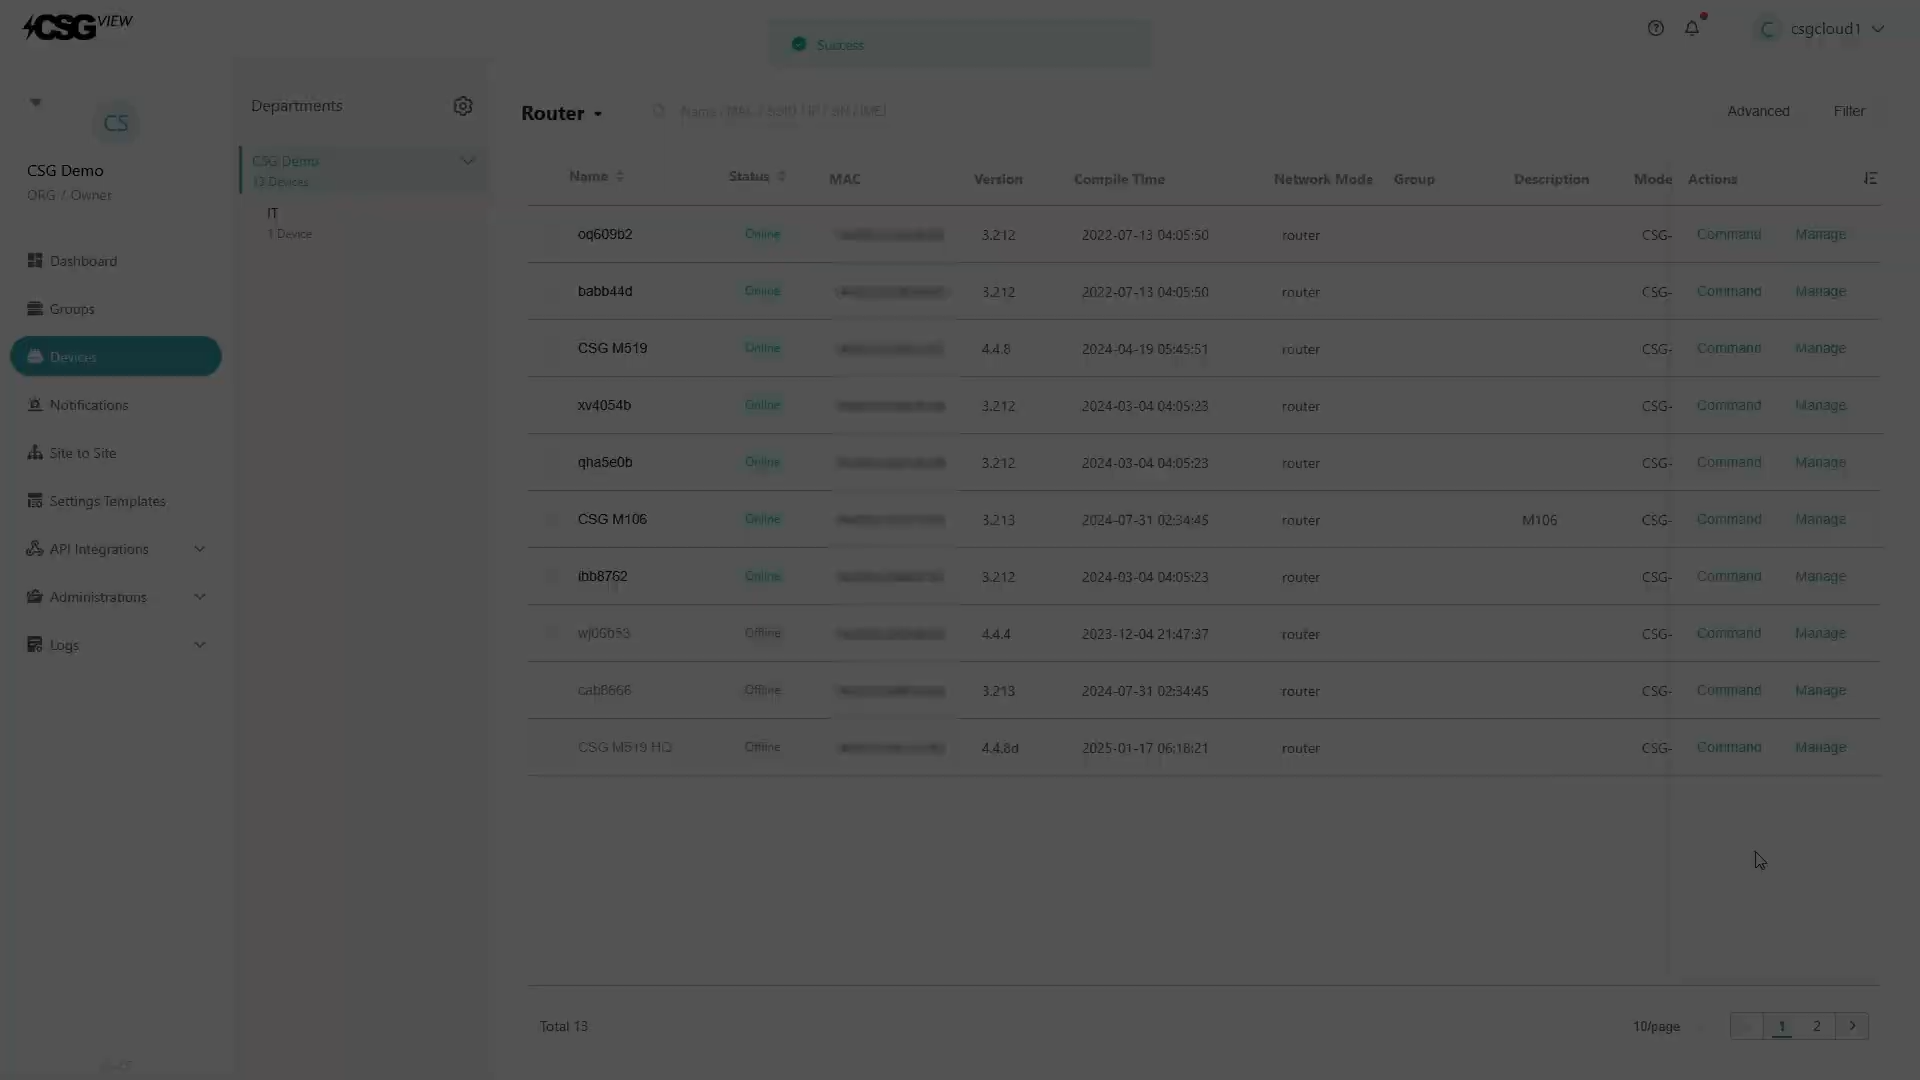 CSG VIEW
Success
csgcloud1
CS
CSG Demo
ORG / Owner
Dashboard
Groups
Devices
Notifications
Site to Site
Settings Templates
API Integrations
Administrations
Logs
Departments
CSG Demo
13 Devices
IT
1 Device
Router
Name / MAC / SSID / IP / SN / IMEI
Advanced Filter
Name Status MAC Version Compile Time Network Mode Group Description Mode Actions
oq609b2 Online 3.212 2022-07-13 04:05:50 router CSG- Command Manage
babb44d Online 3.212 2022-07-13 04:05:50 router CSG- Command Manage
CSG M519 Online 4.4.8 2024-04-19 05:45:51 router CSG- Command Manage
xv4054b Online 3.212 2024-03-04 04:05:23 router CSG- Command Manage
qha5e0b Online 3.212 2024-03-04 04:05:23 router CSG- Command Manage
CSG M106 Online 3.213 2024-07-31 02:34:45 router M106 CSG- Command Manage
ibb8762 Online 3.212 2024-03-04 04:05:23 router CSG- Command Manage
wj06b53 Offline 4.4.4 2023-12-04 21:47:37 router CSG- Command Manage
cab8666 Offline 3.213 2024-07-31 02:34:45 router CSG- Command Manage
CSG M519 HQ Offline 4.4.8d 2025-01-17 06:18:21 router CSG- Command Manage
Total 13
10/page 1 2